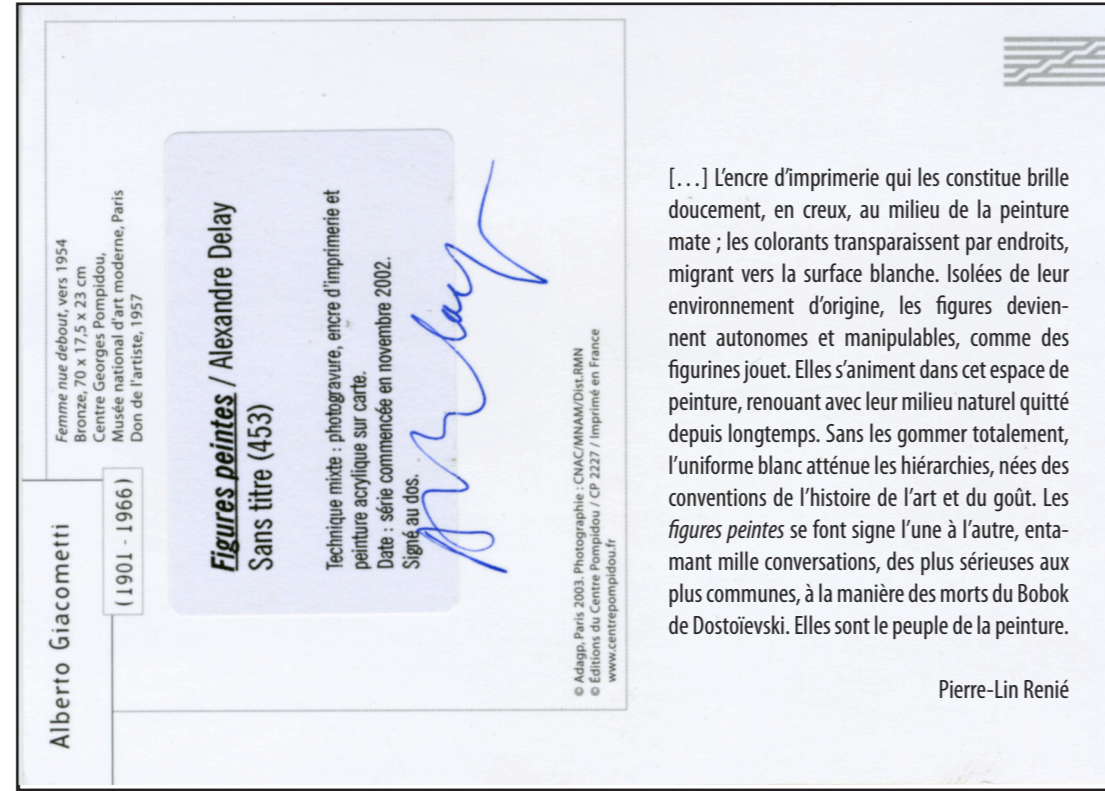 Alberto Giacometti
(1901 - 1966)
Femme nue debout, vers 1954
Bronze, 70 x 17,5 x 23 cm
Centre Georges Pompidou,
Musée national d'art moderne, Paris
Don de l'artiste, 1957
Figures peintes / Alexandre Delay
Sans titre (453)
Technique mixte : photogravure, encre d'imprimerie et
peinture acrylique sur carte.
Date : série commencée en novembre 2002.
Signé au dos.
© Adagp, Paris 2003. Photographie : CNAC/MNAM/Dist.RMN
© Éditions du Centre Pompidou / CP 2227 / Imprimé en France
www.centrepompidou.fr
[…] L'encre d'imprimerie qui les constitue brille
doucement, en creux, au milieu de la peinture
mate ; les colorants transparaissent par endroits,
migrant vers la surface blanche. Isolées de leur
environnement d'origine, les figures devien-
nent autonomes et manipulables, comme des
figurines jouet. Elles s'animent dans cet espace de
peinture, renouant avec leur milieu naturel quitté
depuis longtemps. Sans les gommer totalement,
l'uniforme blanc atténue les hiérarchies, nées des
conventions de l'histoire de l'art et du goût. Les
figures peintes se font signe l'une à l'autre, enta-
mant mille conversations, des plus sérieuses aux
plus communes, à la manière des morts du Bobok
de Dostoïevski. Elles sont le peuple de la peinture.
Pierre-Lin Renié